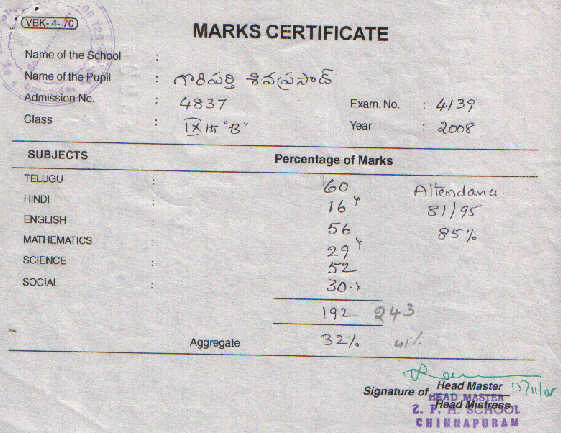 VBK- 4- 70
MARKS CERTIFICATE
Name of the School :
Name of the Pupil : గారిపర్తి శివప్రసాద్
Admission No. : 4837 Exam. No. : 4139
Class : IX th "B" Year : 2008
SUBJECTS Percentage of Marks
TELUGU : 60 Attendance
HINDI 16 81/95
ENGLISH : 56 85%
MATHEMATICS 29
SCIENCE : 52
SOCIAL : 30
192 243
Aggregate 32% 41%
Signature of Head Master
Head Mistress
HEAD MASTER
Z. P. H. SCHOOL
CHINNAPURAM